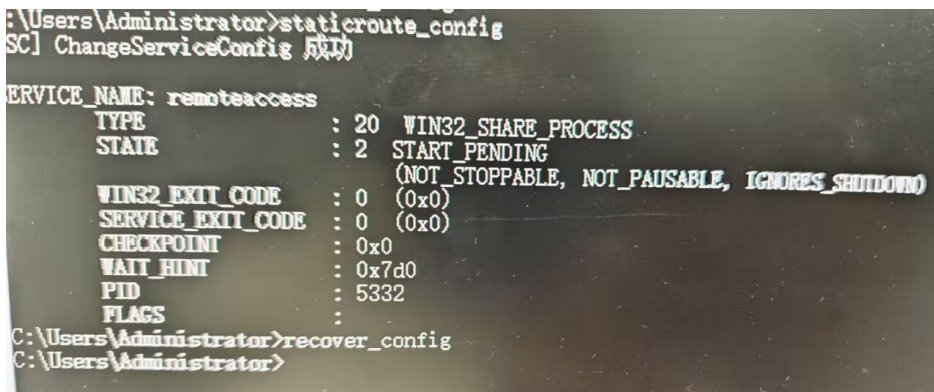 :\Users\Administrator>staticroute_config
SC] ChangeServiceConfig 成功
ERVICE_NAME: remoteaccess
TYPE : 20 WIN32_SHARE_PROCESS
STATE : 2 START_PENDING
(NOT_STOPPABLE, NOT_PAUSABLE, IGNORES_SHUTDOWN)
WIN32_EXIT_CODE : 0 (0x0)
SERVICE_EXIT_CODE : 0 (0x0)
CHECKPOINT : 0x0
WAIT_HINT : 0x7d0
PID : 5332
FLAGS :
C:\Users\Administrator>recover_config
C:\Users\Administrator>